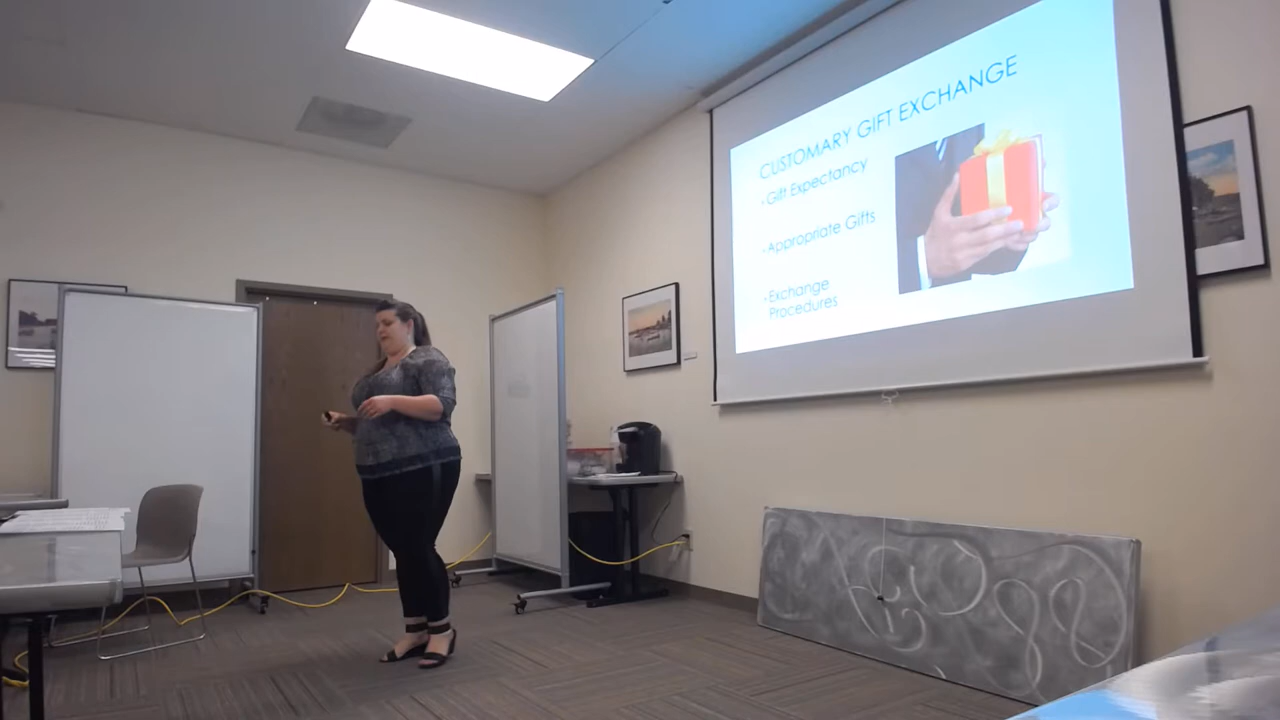 CUSTOMARY GIFT EXCHANGE
•Gift Expectancy
•Appropriate Gifts
•Exchange
Procedures